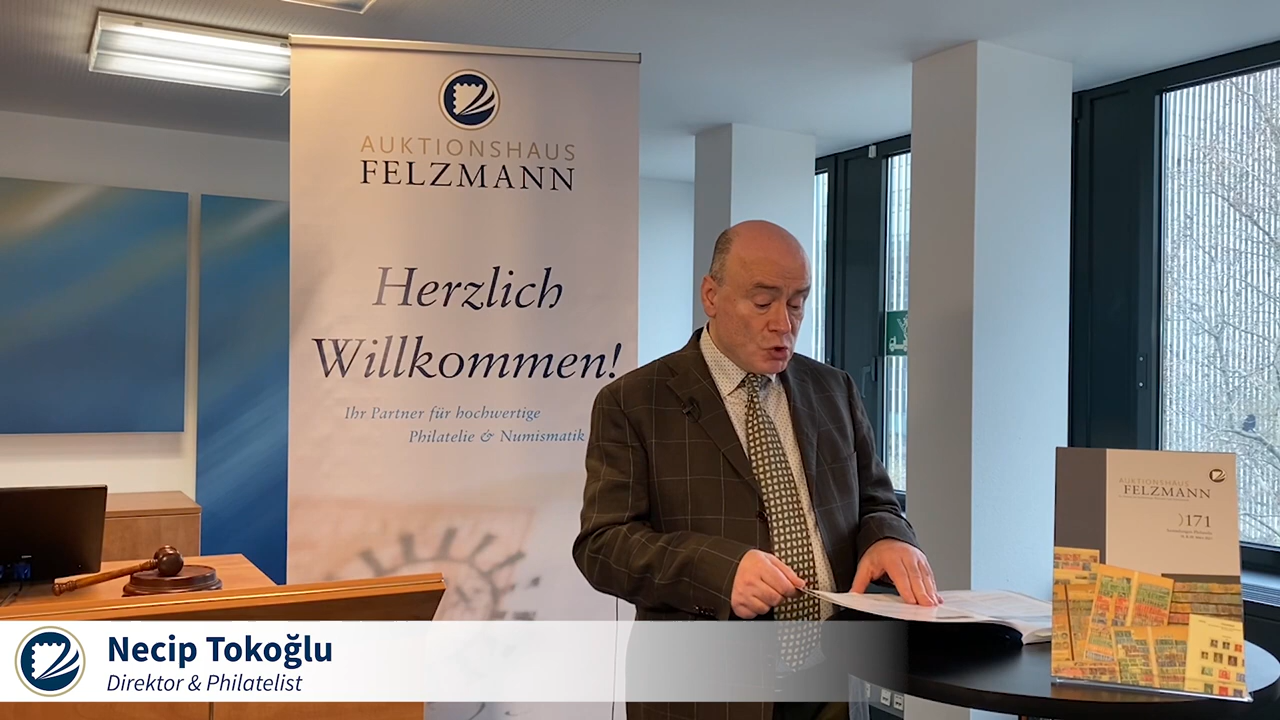 AUKTIONSHAUS
FELZMANN
Herzlich
Willkommen!
Ihr Partner für hochwertige
Philatelie & Numismatik
AUKTIONSHAUS
FELZMANN
171
Necip Tokoğlu
Direktor & Philatelist